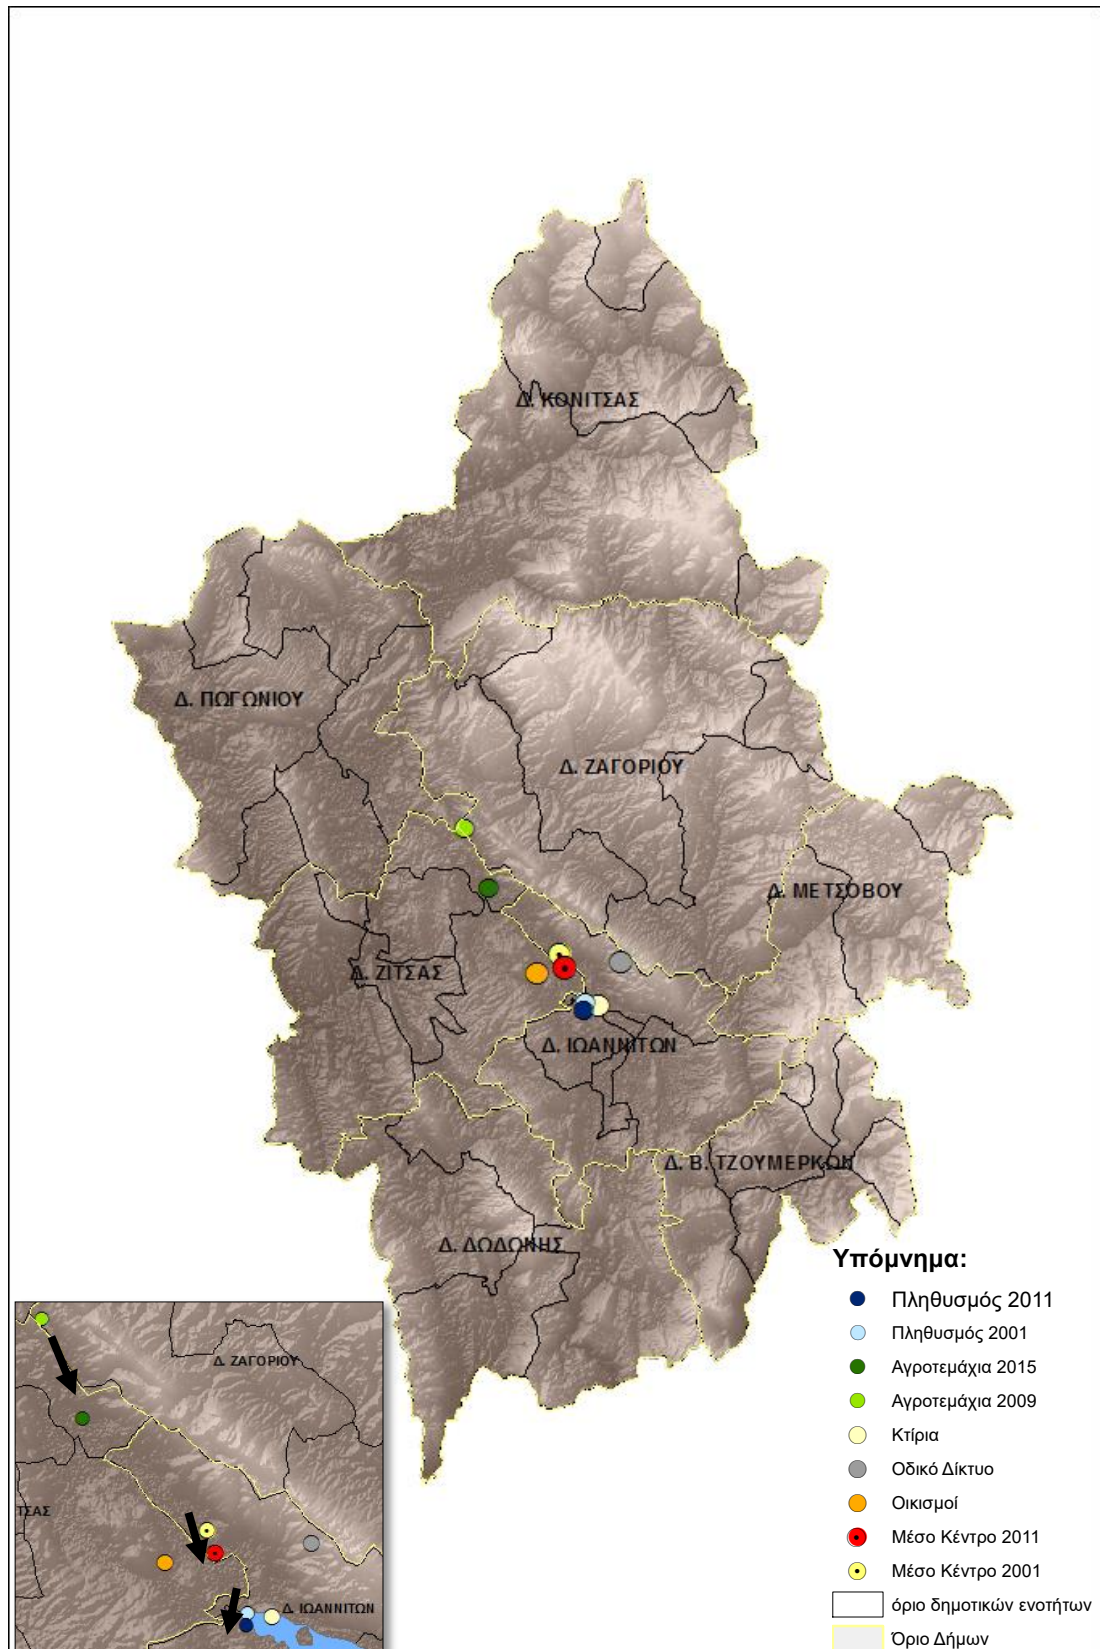 Δ. ΚΟΝΙΤΣΑΣ
Δ. ΠΩΓΩΝΙΟΥ
Δ. ΖΑΓΟΡΙΟΥ
Δ. ΜΕΤΣΟΒΟΥ
Δ. ΖΙΤΣΑΣ
Δ. ΙΩΑΝΝΙΤΩΝ
Δ. Β. ΤΖΟΥΜΕΡΚΩΝ
Δ. ΔΩΔΩΝΗΣ
Υπόμνημα:
Πληθυσμός 2011
Πληθυσμός 2001
Αγροτεμάχια 2015
Αγροτεμάχια 2009
Κτίρια
Οδικό Δίκτυο
Οικισμοί
Μέσο Κέντρο 2011
Μέσο Κέντρο 2001
όριο δημοτικών ενοτήτων
Όριο Δήμων
Δ. ΖΑΓΟΡΙΟΥ
ΤΣΑΣ
Δ. ΙΩΑΝΝΙΤΩΝ